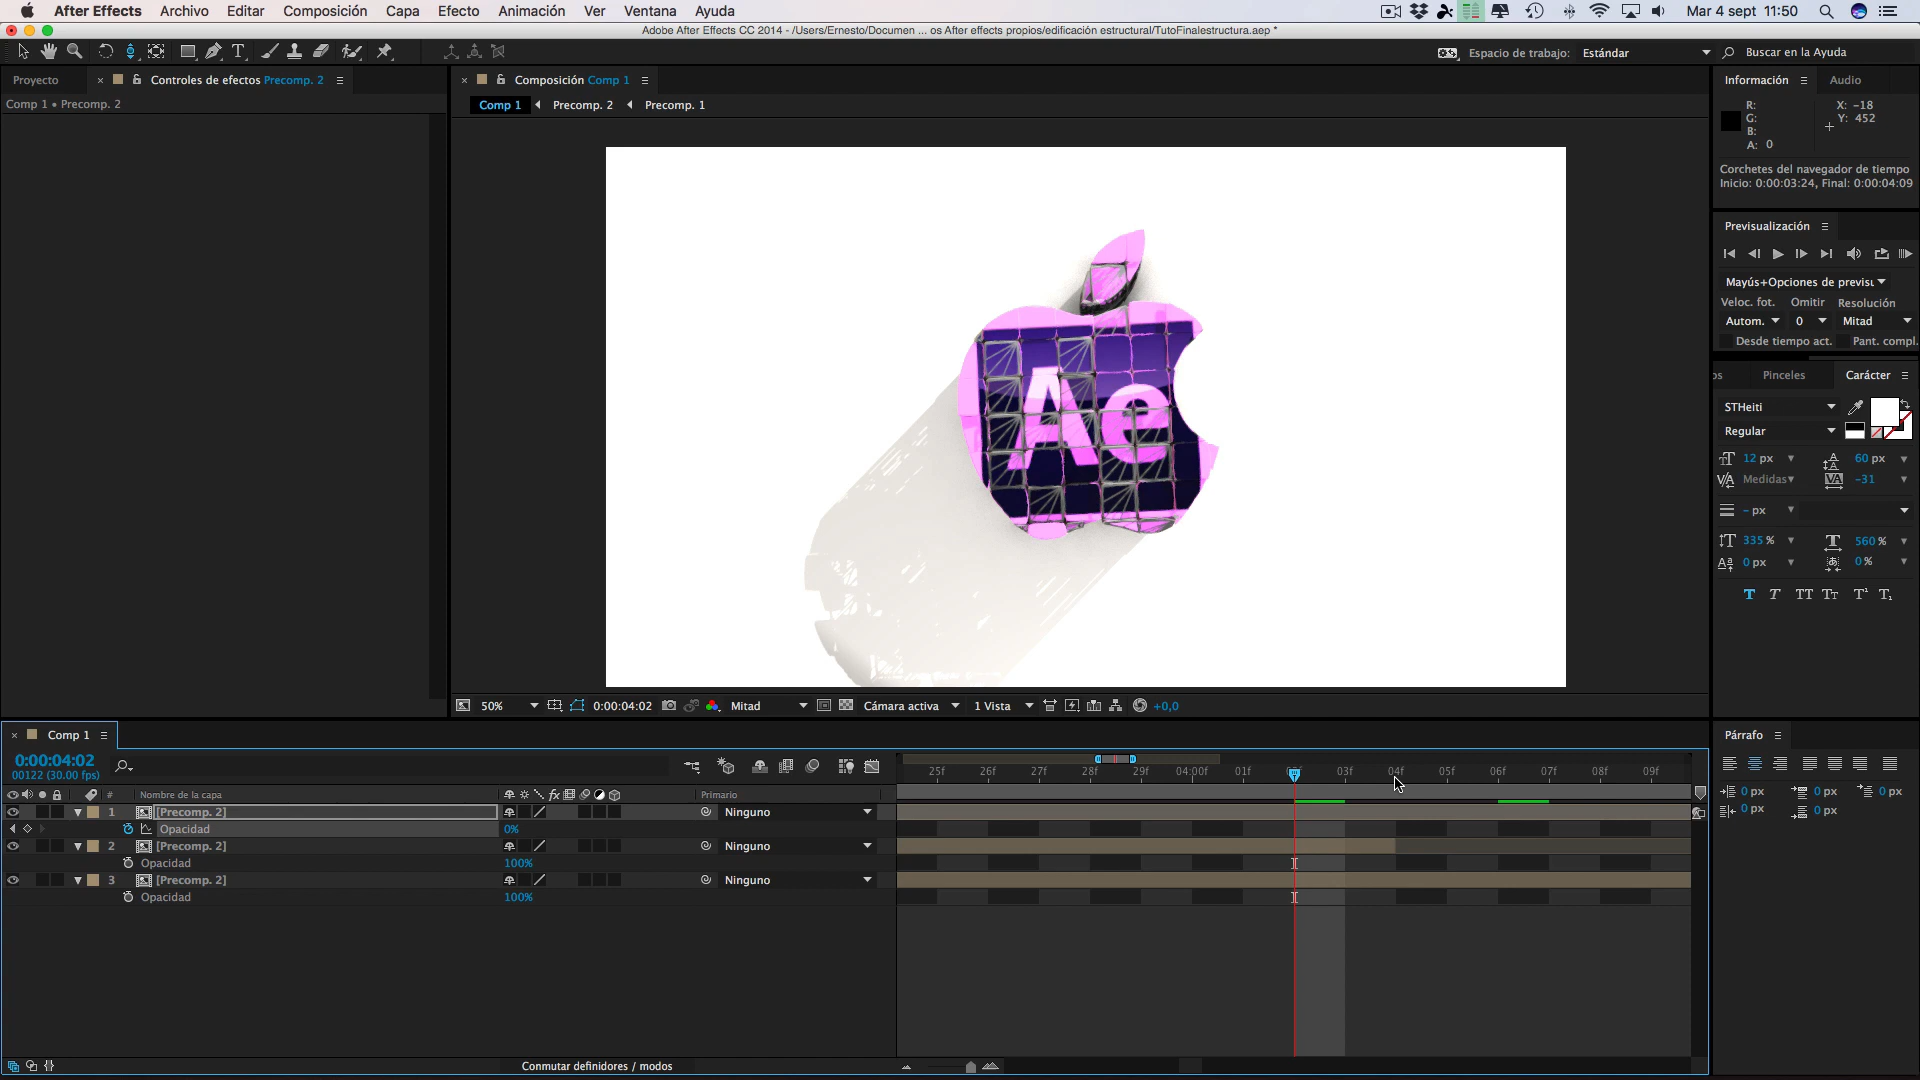 After Effects Archivo Editar Composición Capa Efecto Animación Ver Ventana Ayuda Mar 4 sept 11:50
Adobe After Effects CC 2014 - /Users/Ernesto/Documen ... os After effects propios/edificación estructural/TutoFinalestructura.aep *
T Espacio de trabajo: Estándar Buscar en la Ayuda
Proyecto × Controles de efectos Precomp. 2 × Composición Comp 1 Información Audio
Comp 1 • Precomp. 2
Comp 1 Precomp. 2 Precomp. 1
R:
G:
B:
A: 0
X: -18
Y: 452
Corchetes del navegador de tiempo
Inicio: 0:00:03:24, Final: 0:00:04:09
Previsualización
Mayús+Opciones de previsu
Veloc. fot. Omitir Resolución
Autom. 0 Mitad
Desde tiempo act. Pant. compl.
os Pinceles Carácter
STHeiti
Regular
12 px 60 px
Medidas -31
- px
335 % 560 %
0 px 0 %
T T TT Tт T¹ T₁
Ae
50% 0:00:04:02 Mitad Cámara activa 1 Vista +0,0
× Comp 1
0:00:04:02
00122 (30.00 fps)
25f 26f 27f 28f 29f 04:00f 01f 03f 04f 05f 06f 07f 08f 09f
# Nombre de la capa fx Primario
1 [Precomp. 2] Ninguno
Opacidad 0%
2 [Precomp. 2] Ninguno
Opacidad 100%
3 [Precomp. 2] Ninguno
Opacidad 100%
Conmutar definidores / modos
Párrafo
0 px 0 px 0 px
0 px 0 px